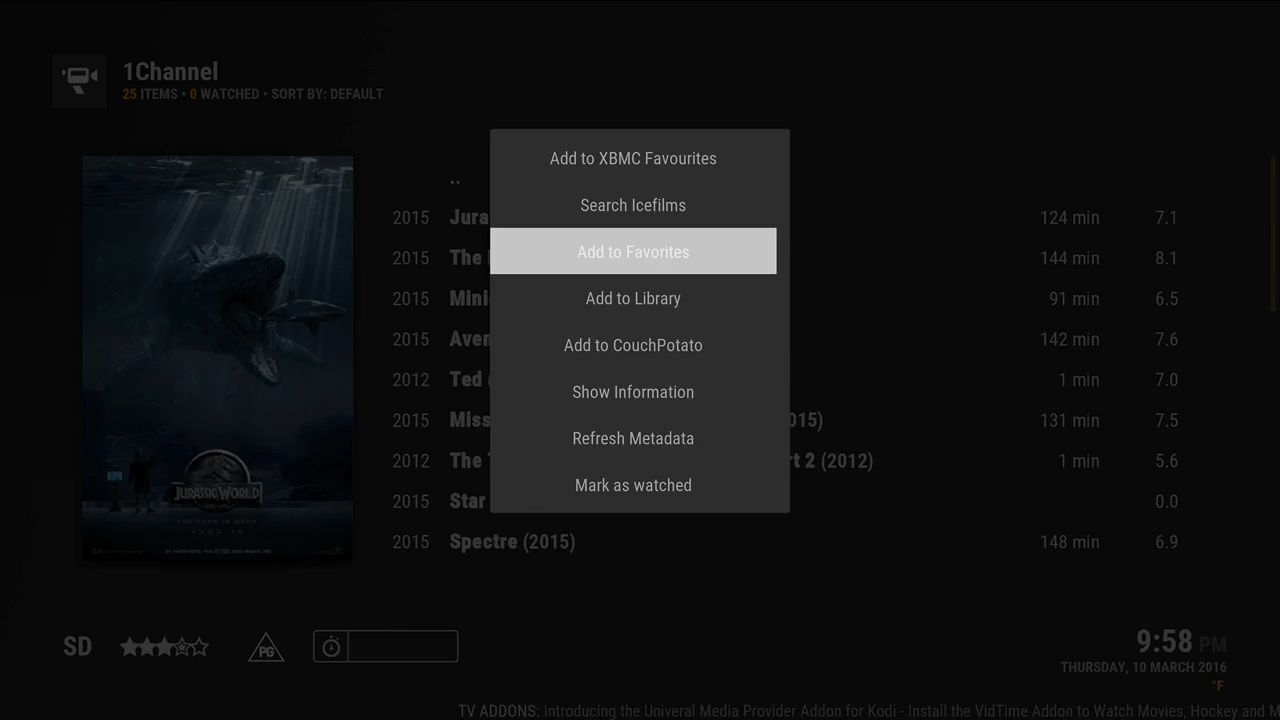 1Channel
25 ITEMS • 0 WATCHED • SORT BY: DEFAULT
Add to XBMC Favourites
Search Icefilms
Add to Favorites
Add to Library
Add to CouchPotato
Show Information
Refresh Metadata
Mark as watched
..
2015 Jura 124 min 7.1
2015 The 144 min 8.1
2015 Mini 91 min 6.5
2015 Aven 142 min 7.6
2012 Ted 1 min 7.0
2015 Miss 015) 131 min 7.5
2012 The rt 2 (2012) 1 min 5.6
2015 Star 0.0
2015 Spectre (2015) 148 min 6.9
JURASSIC WORLD
THE PARK IS OPEN
JUNE 12
SD PG
9:58 PM
THURSDAY, 10 MARCH 2016
°F
TV ADDONS: Introducing the Univeral Media Provider Addon for Kodi - Install the VidTime Addon to Watch Movies, Hockey and M